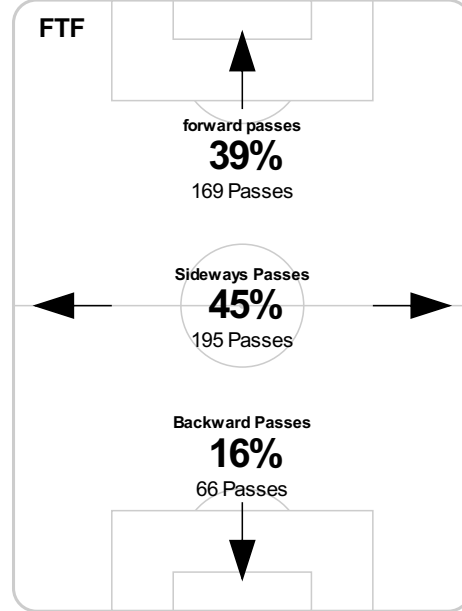 FTF
forward passes
39%
169 Passes
Sideways Passes
45%
195 Passes
Backward Passes
16%
66 Passes